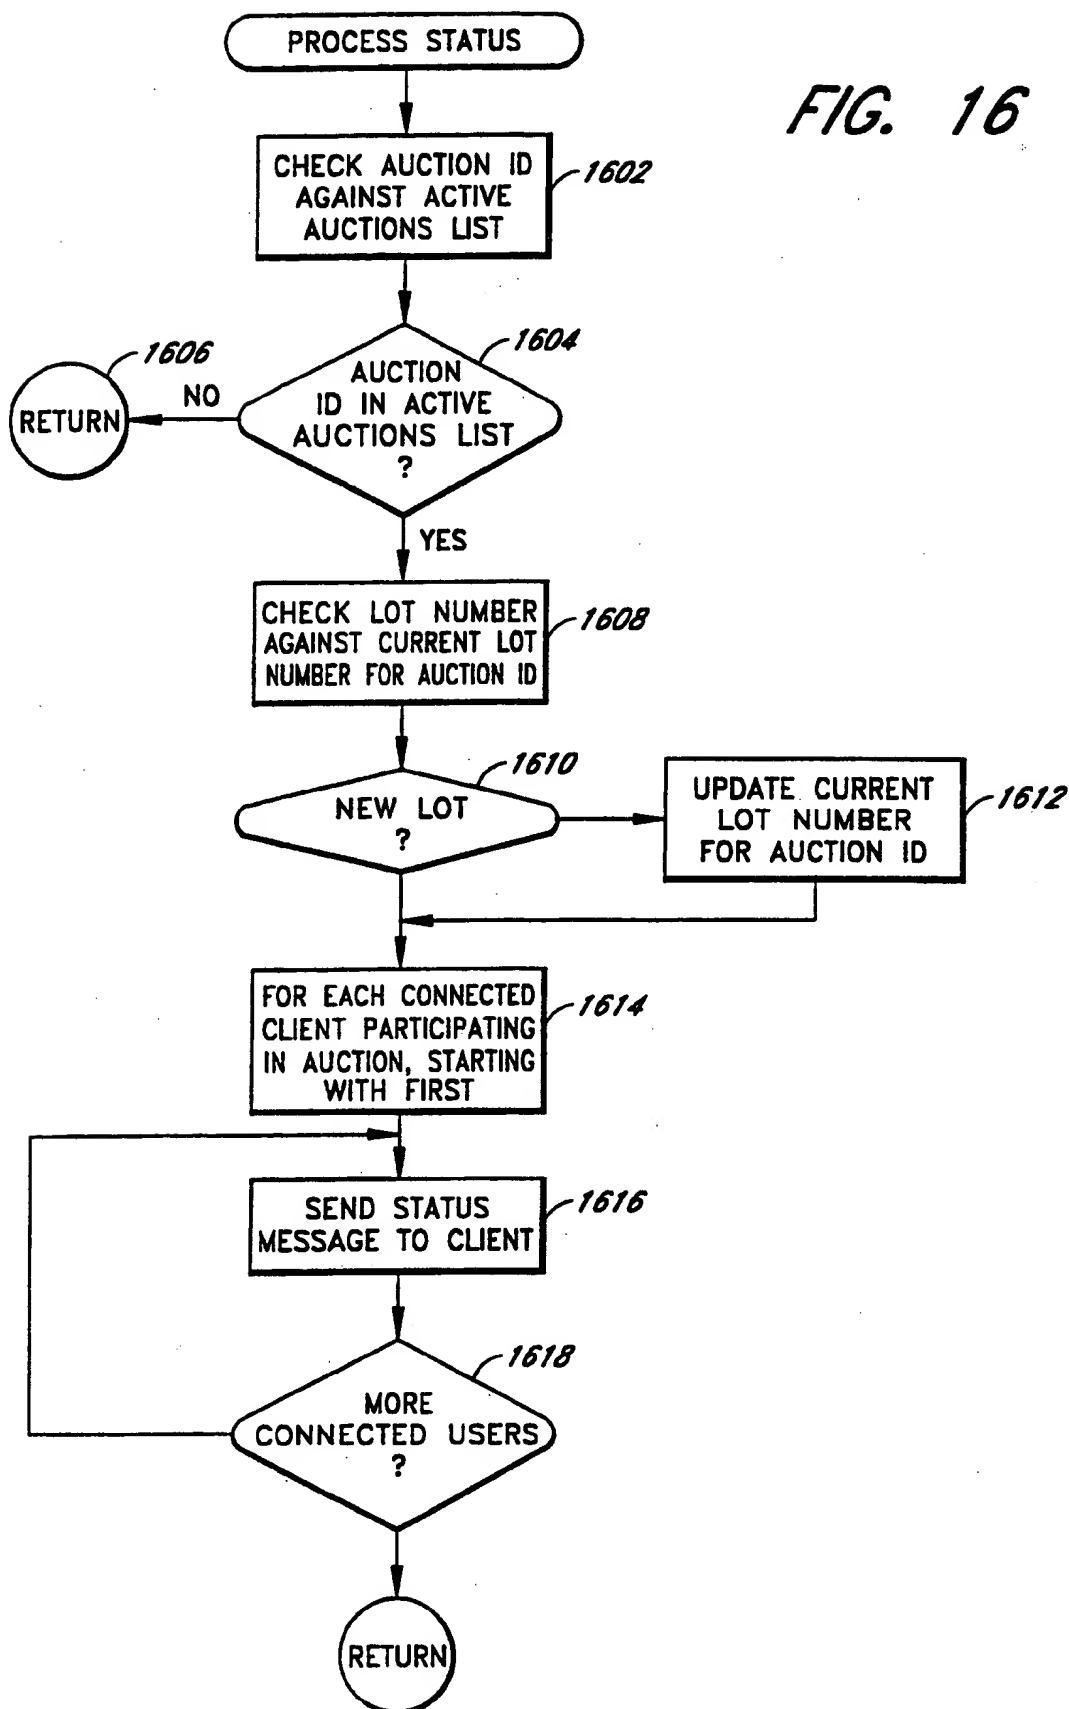 PROCESS STATUS
FIG. 16
CHECK AUCTION ID
AGAINST ACTIVE
AUCTIONS LIST
1602
1604
AUCTION
ID IN ACTIVE
AUCTIONS LIST
?
1606
NO
RETURN
YES
CHECK LOT NUMBER
AGAINST CURRENT LOT
NUMBER FOR AUCTION ID
1608
1610
NEW LOT
?
UPDATE CURRENT
LOT NUMBER
FOR AUCTION ID
1612
FOR EACH CONNECTED
CLIENT PARTICIPATING
IN AUCTION, STARTING
WITH FIRST
1614
SEND STATUS
MESSAGE TO CLIENT
1616
1618
MORE
CONNECTED USERS
?
RETURN